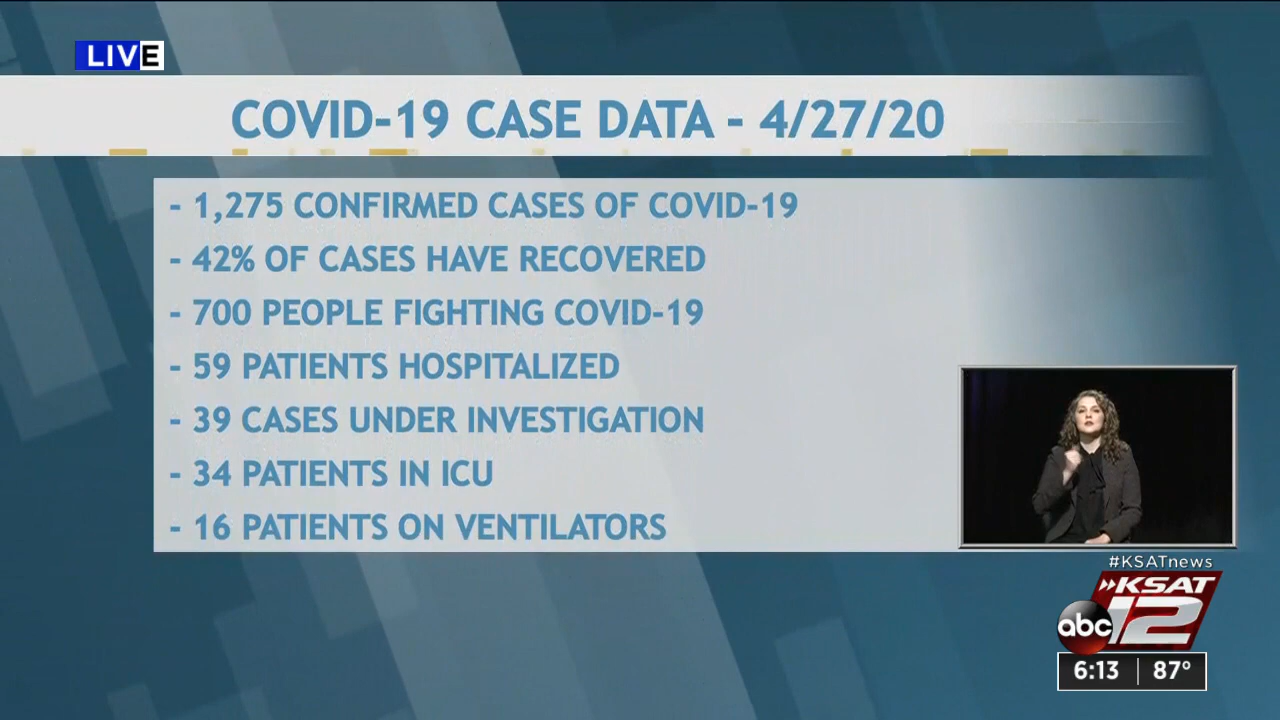 LIVE
COVID-19 CASE DATA - 4/27/20
- 1,275 CONFIRMED CASES OF COVID-19
- 42% OF CASES HAVE RECOVERED
- 700 PEOPLE FIGHTING COVID-19
- 59 PATIENTS HOSPITALIZED
- 39 CASES UNDER INVESTIGATION
- 34 PATIENTS IN ICU
- 16 PATIENTS ON VENTILATORS
#KSATnews
KSAT
abc 12
6:13 87°